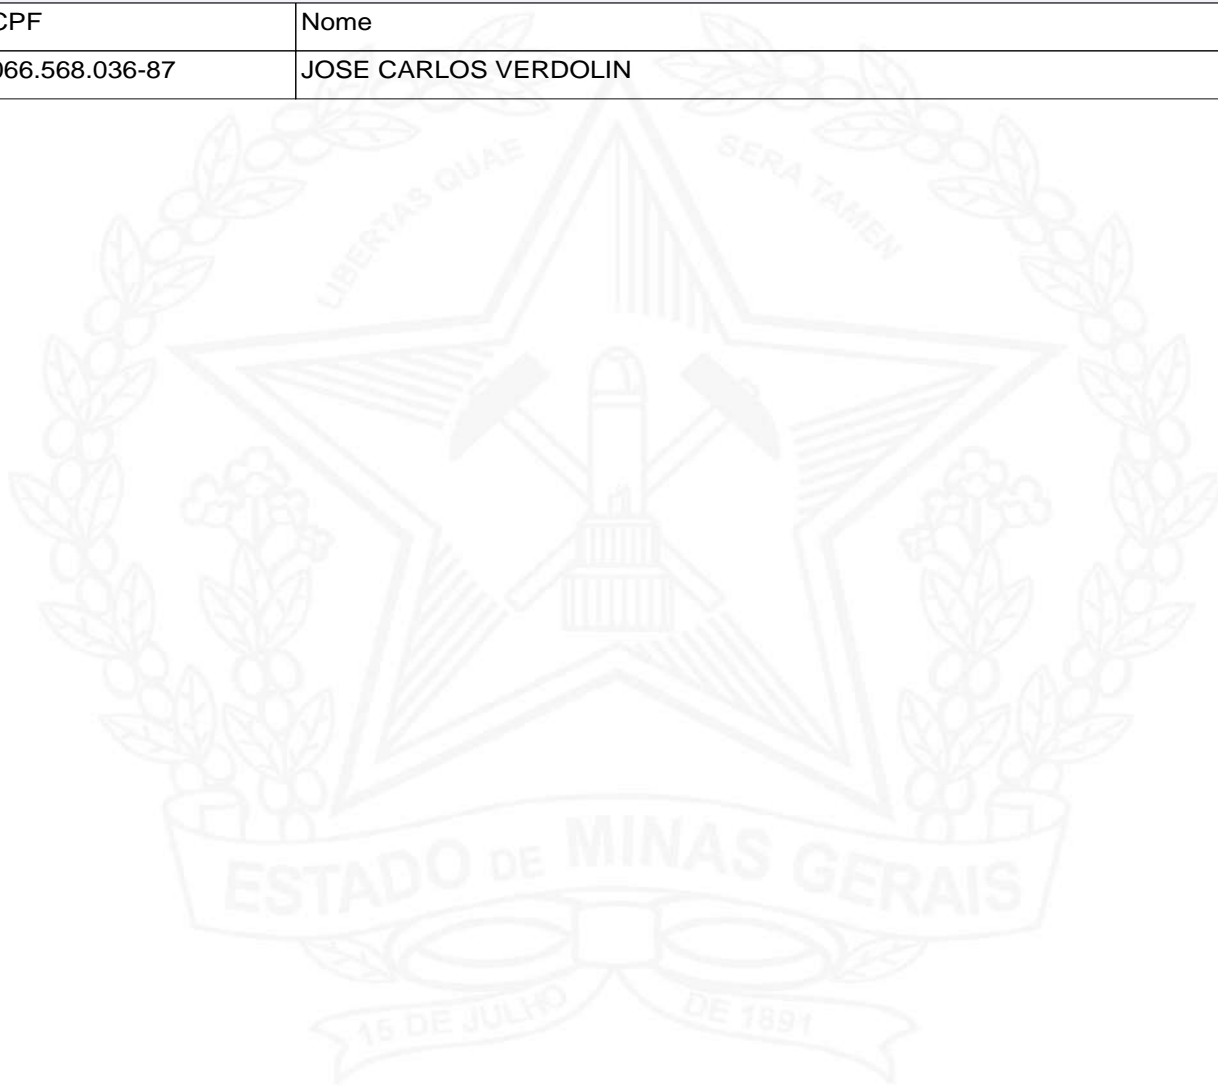 CPF Nome
066.568.036-87 JOSE CARLOS VERDOLIN
LIBERTAS QUAE SERA TAMEN
ESTADO DE MINAS GERAIS
15 DE JULHO DE 1891